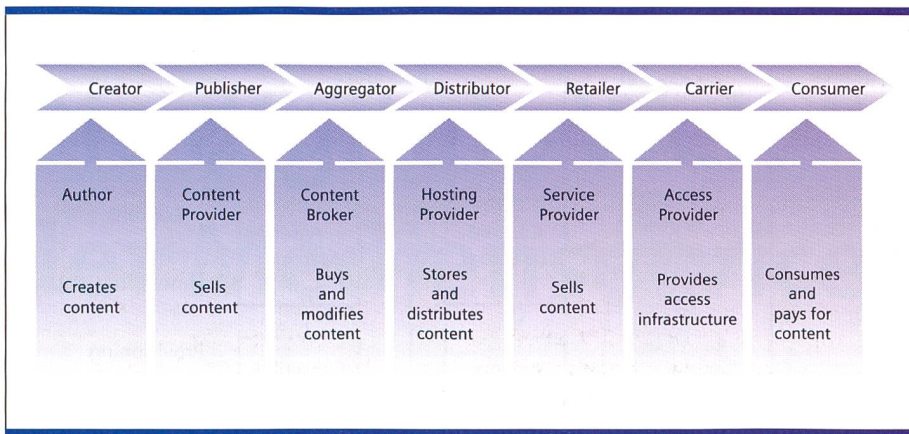 Creator
Publisher
Aggregator
Distributor
Retailer
Carrier
Consumer
Author
Creates
content
Content
Provider
Sells
content
Content
Broker
Buys
and
modifies
content
Hosting
Provider
Stores
and
distributes
content
Service
Provider
Sells
content
Access
Provider
Provides
access
infrastructure
Consumes
and
pays for
content